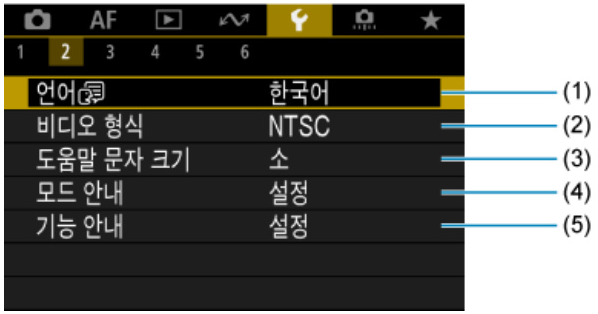 AF
1 2 3 4 5 6
언어 한국어 (1)
비디오 형식 NTSC (2)
도움말 문자 크기 소 (3)
모드 안내 설정 (4)
기능 안내 설정 (5)